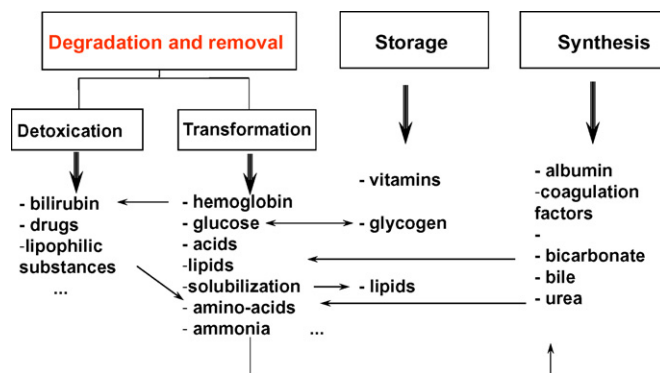 Degradation and removal
Storage
Synthesis
Detoxication
Transformation
- bilirubin
- drugs
-lipophilic
substances
...
- hemoglobin
- glucose
- acids
-lipids
-solubilization
- amino-acids
- ammonia
...
- vitamins
- glycogen
- lipids
- albumin
-coagulation
factors
-
- bicarbonate
- bile
- urea